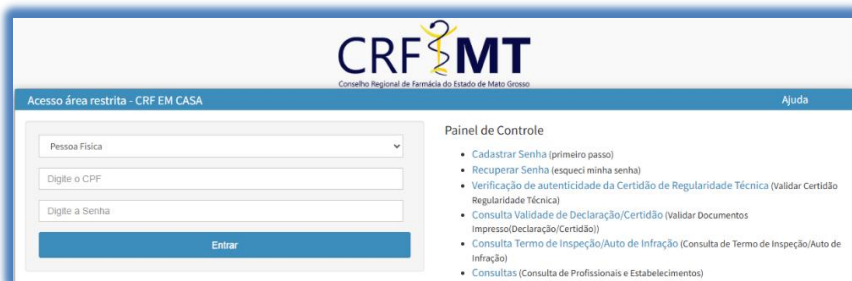 CRF MT
Conselho Regional de Farmácia do Estado de Mato Grosso
Acesso área restrita - CRF EM CASA
Ajuda
Pessoa Física
Digite o CPF
Digite a Senha
Entrar
Painel de Controle
Cadastrar Senha (primeiro passo)
Recuperar Senha (esqueci minha senha)
Verificação de autenticidade da Certidão de Regularidade Técnica (Validar Certidão
Regularidade Técnica)
Consulta Validade de Declaração/Certidão (Validar Documentos
Impresso(Declaração/Certidão))
Consulta Termo de Inspeção/Auto de Infração (Consulta de Termo de Inspeção/Auto de
Infração)
Consultas (Consulta de Profissionais e Estabelecimentos)